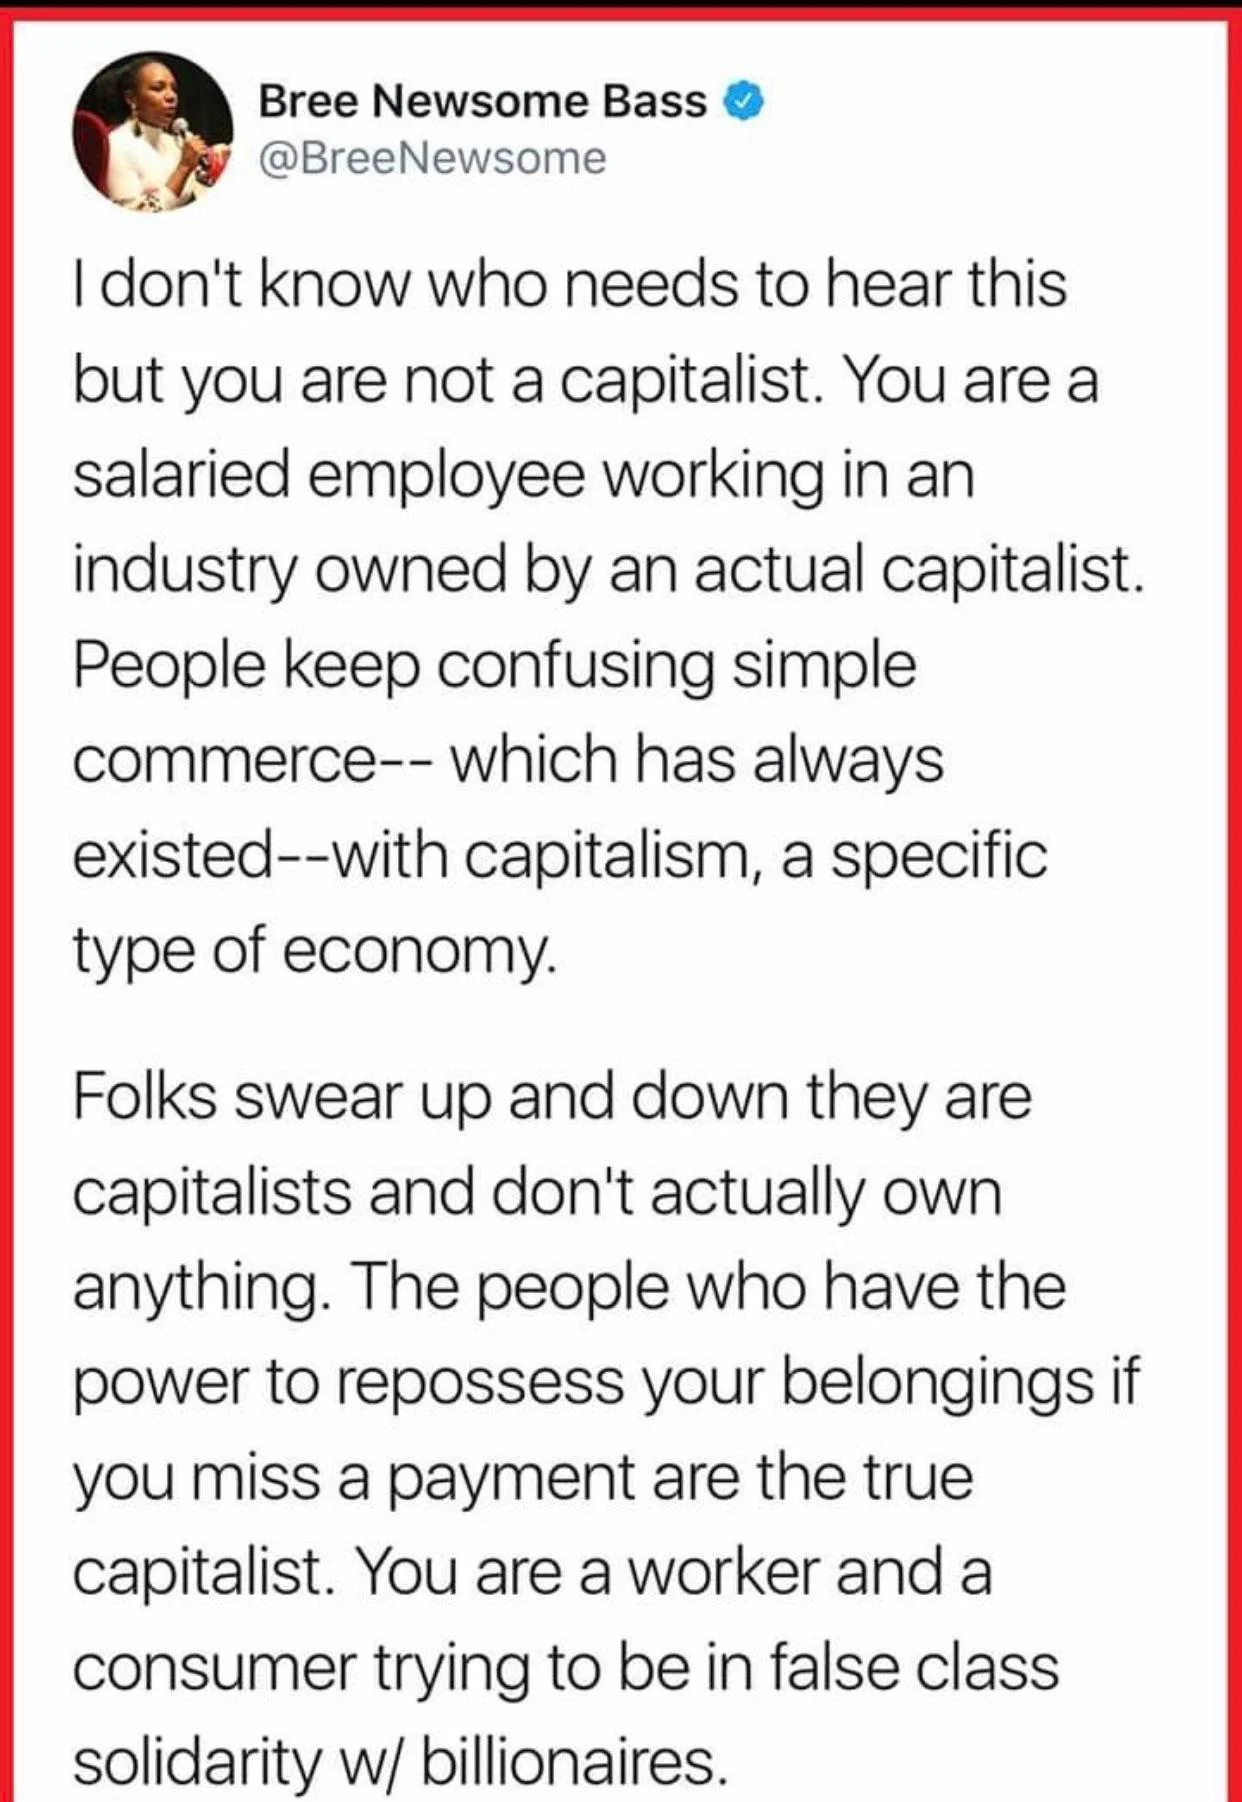 Bree Newsome Bass
@BreeNewsome
I don't know who needs to hear this
but you are not a capitalist. You are a
salaried employee working in an
industry owned by an actual capitalist.
People keep confusing simple
commerce-- which has always
existed--with capitalism, a specific
type of economy.
Folks swear up and down they are
capitalists and don't actually own
anything. The people who have the
power to repossess your belongings if
you miss a payment are the true
capitalist. You are a worker and a
consumer trying to be in false class
solidarity w/ billionaires.